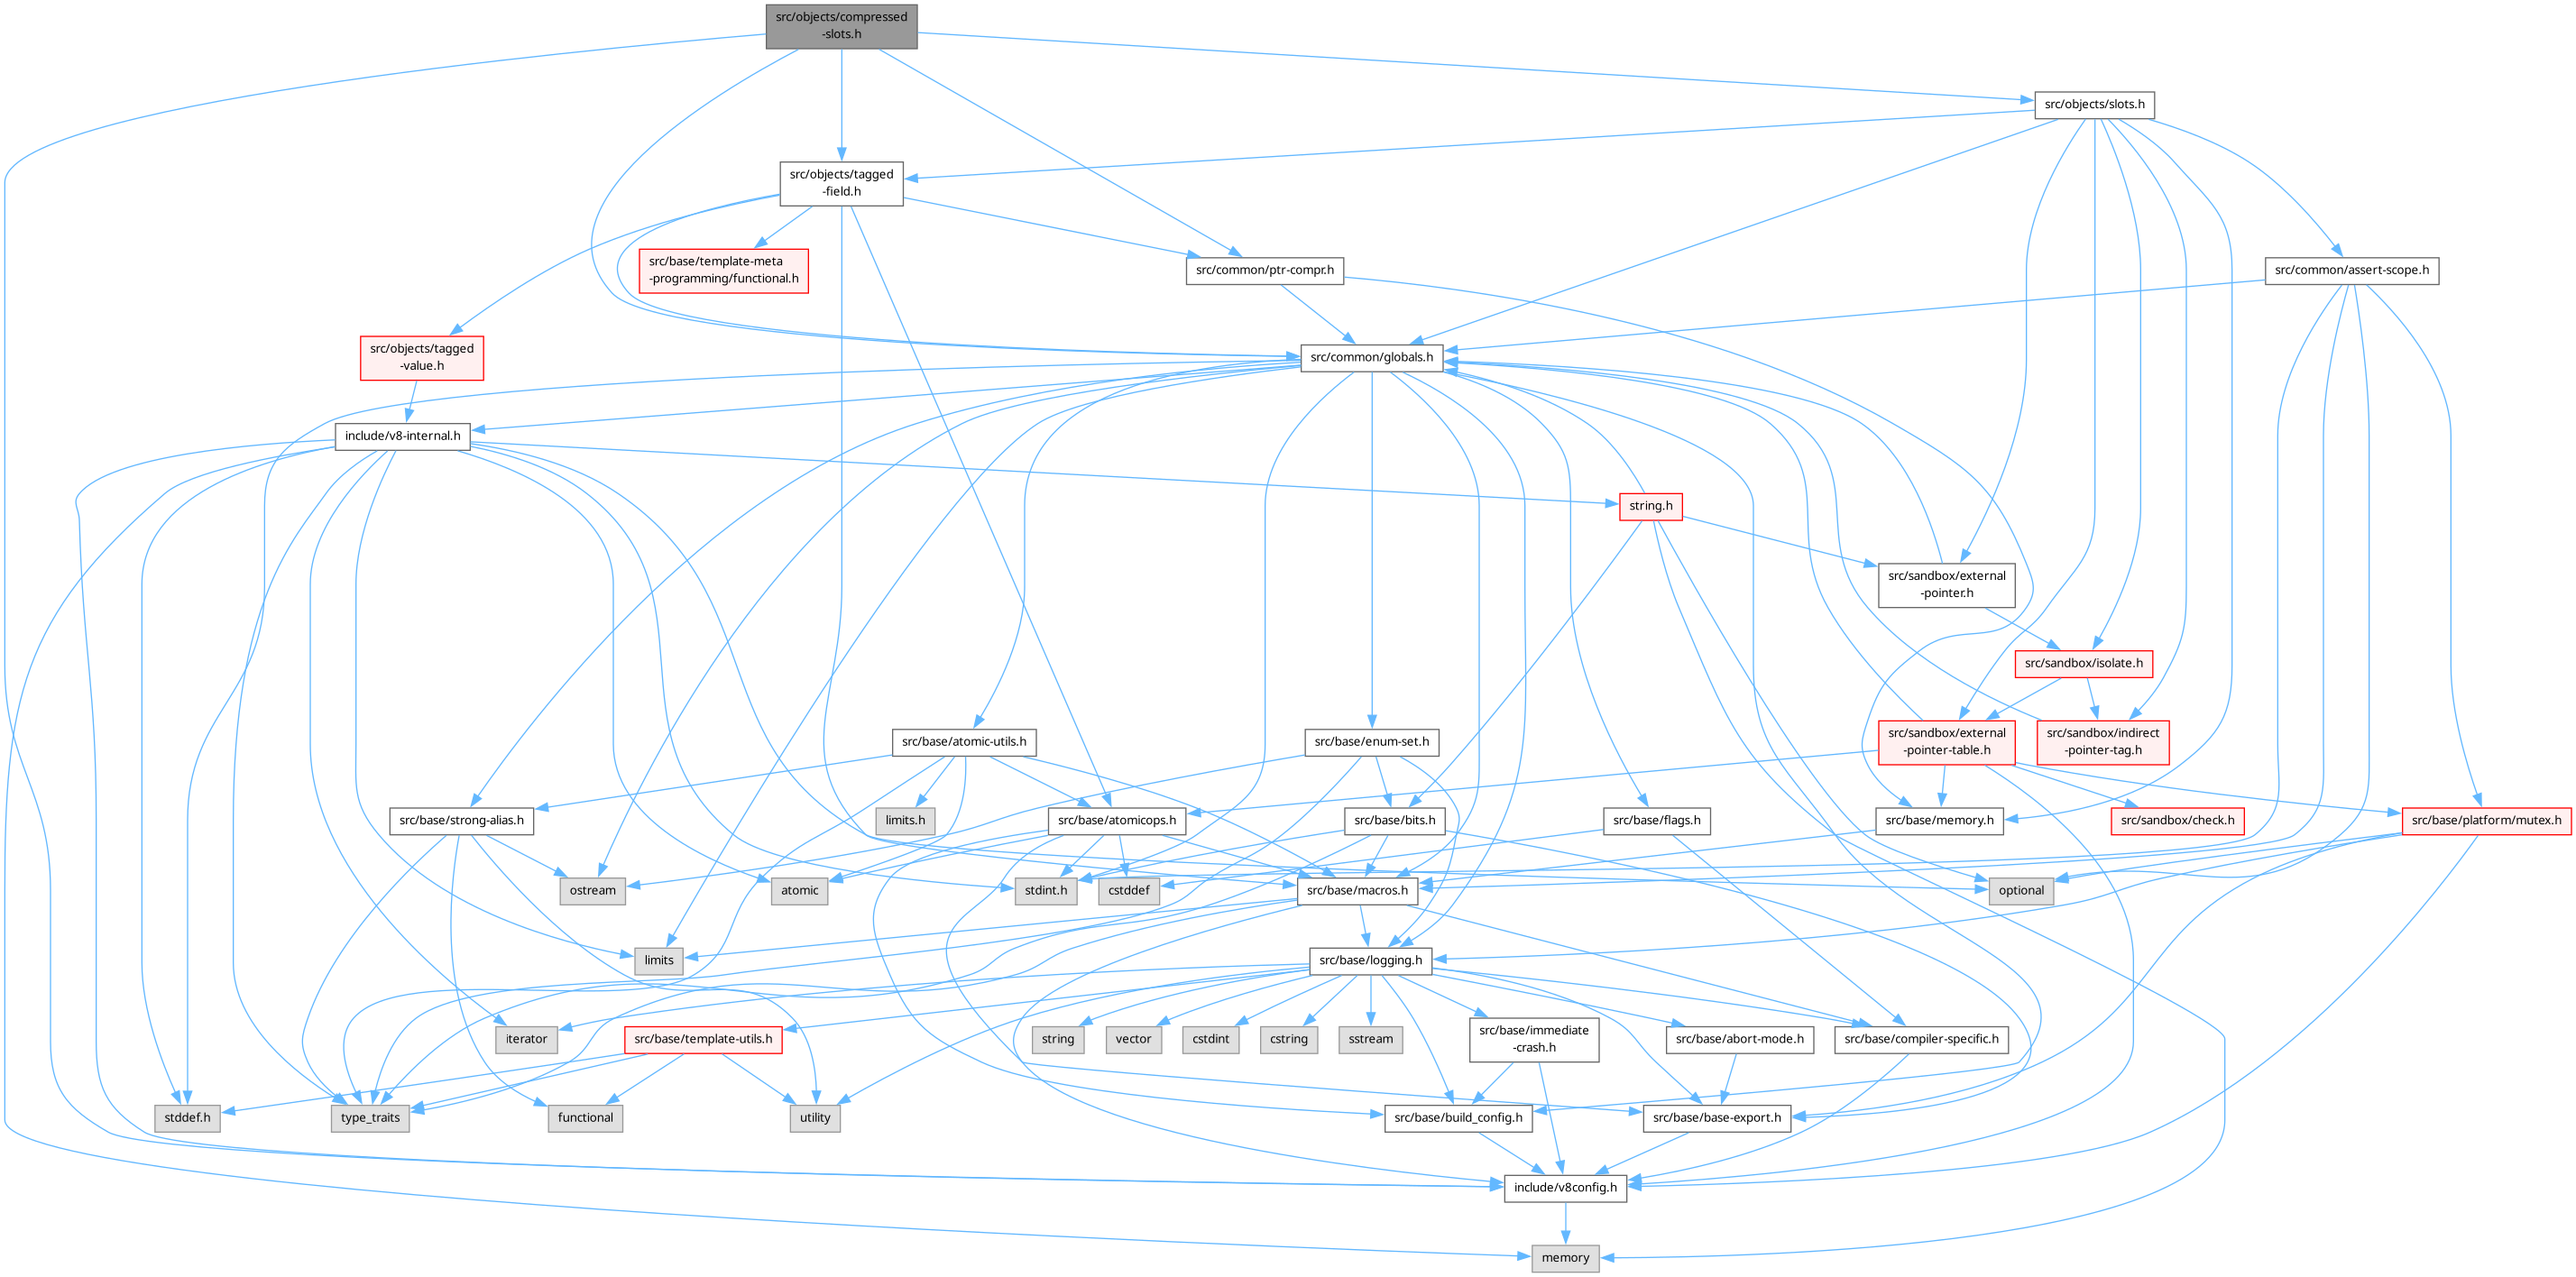 src/objects/compressed
-slots.h
src/objects/slots.h
src/objects/tagged
-field.h
src/base/template-meta
-programming/functional.h
src/common/ptr-compr.h
src/common/assert-scope.h
src/objects/tagged
-value.h
src/common/globals.h
include/v8-internal.h
string.h
src/sandbox/external
-pointer.h
src/sandbox/isolate.h
src/base/atomic-utils.h
src/base/enum-set.h
src/sandbox/external
-pointer-table.h
src/sandbox/indirect
-pointer-tag.h
src/base/strong-alias.h
limits.h
src/base/atomicops.h
src/base/bits.h
src/base/flags.h
src/base/memory.h
src/sandbox/check.h
src/base/platform/mutex.h
ostream
atomic
stdint.h
cstddef
src/base/macros.h
optional
limits
src/base/logging.h
iterator
src/base/template-utils.h
string
vector
cstdint
cstring
sstream
src/base/immediate
-crash.h
src/base/abort-mode.h
src/base/compiler-specific.h
stddef.h
type_traits
functional
utility
src/base/build_config.h
src/base/base-export.h
include/v8config.h
memory